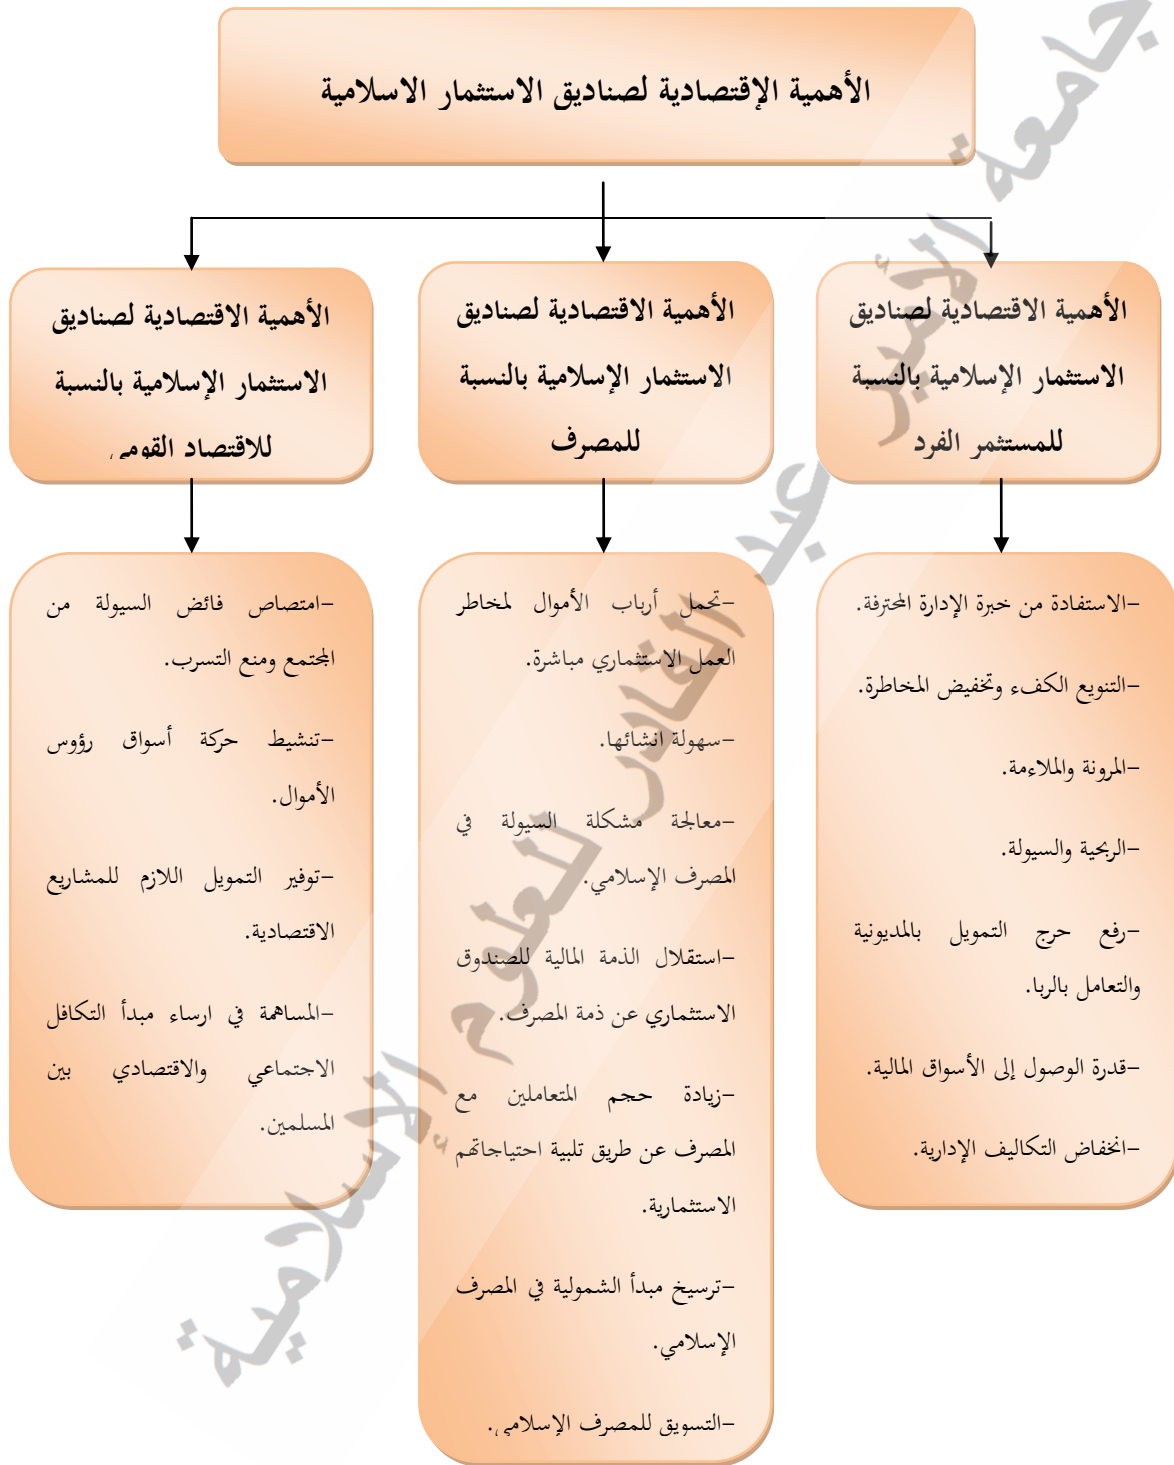 الأهمية الإقتصادية لصناديق الاستثمار الاسلامية
الأهمية الاقتصادية لصناديق
الاستثمار الإسلامية بالنسبة
للمستثمر الفرد
الأهمية الاقتصادية لصناديق
الاستثمار الإسلامية بالنسبة
للمصرف
الأهمية الاقتصادية لصناديق
الاستثمار الإسلامية بالنسبة
للاقتصاد القومي
-الاستفادة من خبرة الإدارة المحترفة.
-التنويع الكفء وتخفيض المخاطرة.
-المرونة والملاءمة.
-الربحية والسيولة.
-رفع حرج التمويل بالمديونية
والتعامل بالربا.
-قدرة الوصول إلى الأسواق المالية.
-انخفاض التكاليف الإدارية.
-تحمل أرباب الأموال لمخاطر
العمل الاستثماري مباشرة.
-سهولة انشائها.
-معالجة مشكلة السيولة في
المصرف الإسلامي.
-استقلال الذمة المالية للصندوق
الاستثماري عن ذمة المصرف.
-زيادة حجم المتعاملين مع
المصرف عن طريق تلبية احتياجاتهم
الاستثمارية.
-ترسيخ مبدأ الشمولية في المصرف
الإسلامي.
-التسويق للمصرف الإسلامي.
-امتصاص فائض السيولة من
المجتمع ومنع التسرب.
-تنشيط حركة أسواق رؤوس
الأموال.
-توفير التمويل اللازم للمشاريع
الاقتصادية.
-المساهمة في ارساء مبدأ التكافل
الاجتماعي والاقتصادي بين
المسلمين.
جامعة الأمير عبد القادر للعلوم الإسلامية